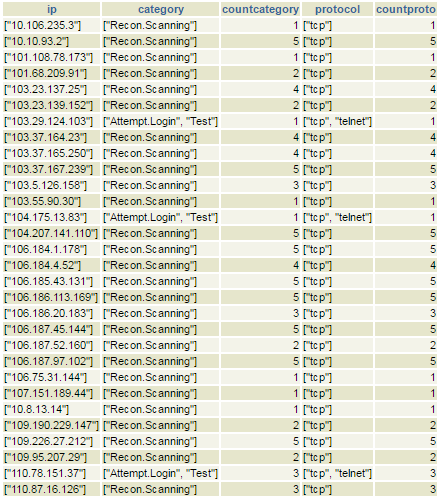 ip category countcategory protocol countproto
["10.106.235.3"] ["Recon.Scanning"] 1 ["tcp"] 1
["10.10.93.2"] ["Recon.Scanning"] 5 ["tcp"] 5
["101.108.78.173"] ["Recon.Scanning"] 1 ["tcp"] 1
["101.68.209.91"] ["Recon.Scanning"] 2 ["tcp"] 2
["103.23.137.25"] ["Recon.Scanning"] 4 ["tcp"] 4
["103.23.139.152"] ["Recon.Scanning"] 2 ["tcp"] 2
["103.29.124.103"] ["Attempt.Login", "Test"] 1 ["tcp", "telnet"] 1
["103.37.164.23"] ["Recon.Scanning"] 4 ["tcp"] 4
["103.37.165.250"] ["Recon.Scanning"] 4 ["tcp"] 4
["103.37.167.239"] ["Recon.Scanning"] 5 ["tcp"] 5
["103.5.126.158"] ["Recon.Scanning"] 3 ["tcp"] 3
["103.55.90.30"] ["Recon.Scanning"] 1 ["tcp"] 1
["104.175.13.83"] ["Attempt.Login", "Test"] 1 ["tcp", "telnet"] 1
["104.207.141.110"] ["Recon.Scanning"] 5 ["tcp"] 5
["106.184.1.178"] ["Recon.Scanning"] 5 ["tcp"] 5
["106.184.4.52"] ["Recon.Scanning"] 4 ["tcp"] 4
["106.185.43.131"] ["Recon.Scanning"] 5 ["tcp"] 5
["106.186.113.169"] ["Recon.Scanning"] 5 ["tcp"] 5
["106.186.20.183"] ["Recon.Scanning"] 3 ["tcp"] 3
["106.187.45.144"] ["Recon.Scanning"] 5 ["tcp"] 5
["106.187.52.160"] ["Recon.Scanning"] 2 ["tcp"] 2
["106.187.97.102"] ["Recon.Scanning"] 5 ["tcp"] 5
["106.75.31.144"] ["Recon.Scanning"] 1 ["tcp"] 1
["107.151.189.44"] ["Recon.Scanning"] 1 ["tcp"] 1
["10.8.13.14"] ["Recon.Scanning"] 1 ["tcp"] 1
["109.190.229.147"] ["Recon.Scanning"] 2 ["tcp"] 2
["109.226.27.212"] ["Recon.Scanning"] 5 ["tcp"] 5
["109.95.207.29"] ["Recon.Scanning"] 2 ["tcp"] 2
["110.78.151.37"] ["Attempt.Login", "Test"] 3 ["tcp", "telnet"] 3
["110.87.16.126"] ["Recon.Scanning"] 3 ["tcp"] 3